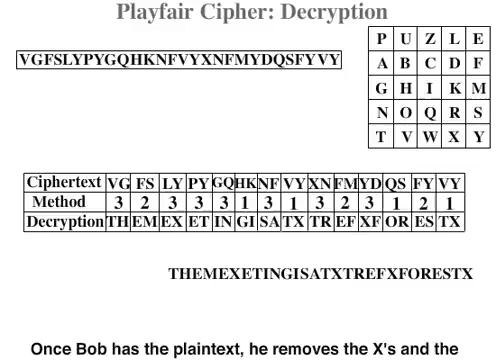 Playfair Cipher: Decryption
VGFSLYPYGQHKNFVYXNFMYDQSFYVY
P U Z L E
A B C D F
G H I K M
N O Q R S
T V W X Y
Ciphertext VG FS LY PY GQ HK NF VY XN FM YD QS FY VY
Method 3 2 3 3 3 1 3 1 3 2 3 1 2 1
Decryption TH EM EX ET IN GI SA TX TR EF XF OR ES TX
THEMEXETINGISATXTREFXFORESTX
Once Bob has the plaintext, he removes the X's and the